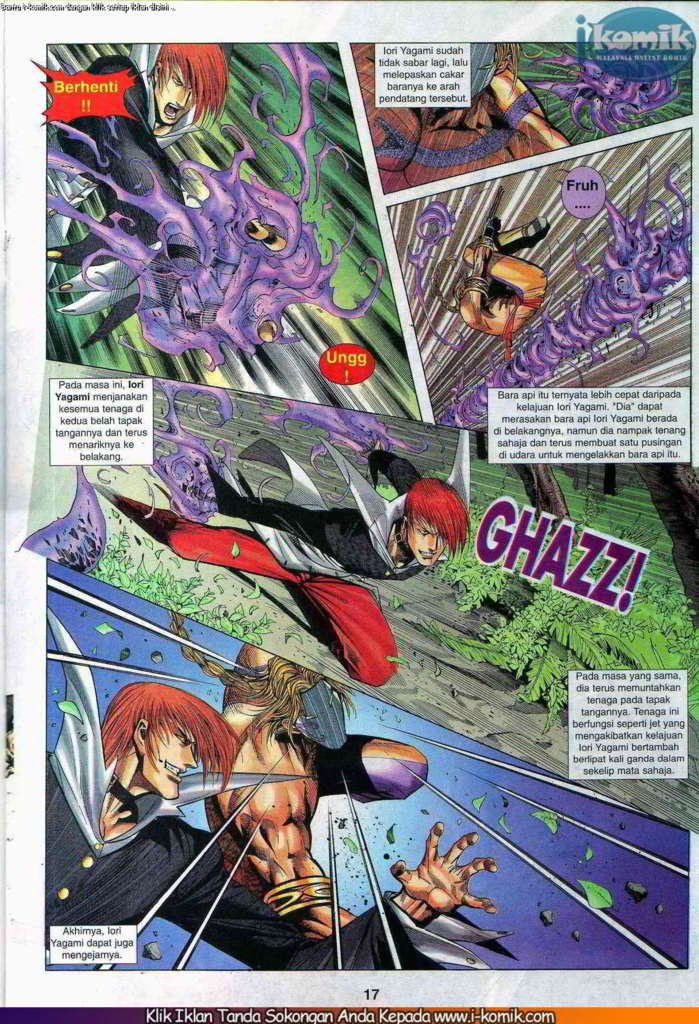 ikomik
MALAYSIA ONLINE KOMIK
Berhenti
!!
Iori Yagami sudah
tidak sabar lagi, lalu
melepaskan cakar
baranya ke arah
pendatang tersebut.
Fruh
....
Ungg
!
Bara api itu ternyata lebih cepat daripada
kelajuan Iori Yagami. "Dia" dapat
merasakan bara api Iori Yagami berada
di belakangnya, namun dia nampak tenang
sahaja dan terus membuat satu pusingan
di udara untuk mengelakkan bara api itu.
Pada masa ini, Iori
Yagami menjanakan
kesemua tenaga di
kedua belah tapak
tangannya dan terus
menariknya ke
belakang.
GHAZZ!
Pada masa yang sama,
dia terus memuntahkan
tenaga pada tapak
tangannya. Tenaga ini
berfungsi seperti jet yang
mengakibatkan kelajuan
Iori Yagami bertambah
berlipat kali ganda dalam
sekelip mata sahaja.
Akhirnya, Iori
Yagami dapat juga
mengejarnya.
17
Klik Iklan Tanda Sokongan Anda Kepada www.i-komik.com